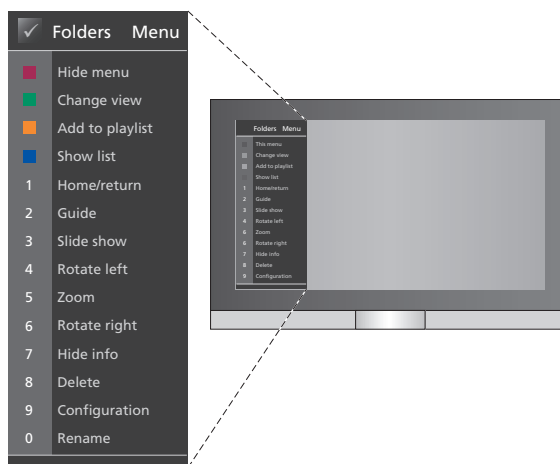 Folders Menu
Hide menu
Change view
Add to playlist
Show list
1 Home/return
2 Guide
3 Slide show
4 Rotate left
5 Zoom
6 Rotate right
7 Hide info
8 Delete
9 Configuration
0 Rename
Folders Menu
This menu
Change view
Add to playlist
Show list
1 Home/return
2 Guide
3 Slide show
4 Rotate left
6 Zoom
6 Rotate right
7 Hide info
8 Delete
9 Configuration